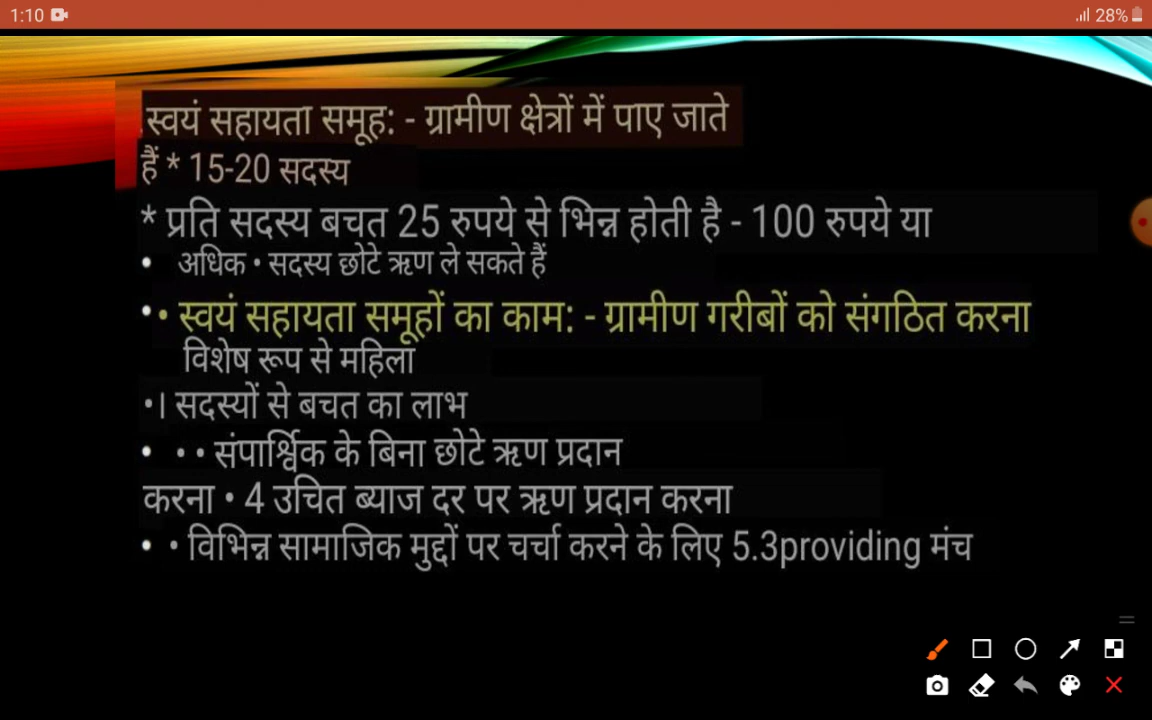 1:10
28%
स्वयं सहायता समूह: - ग्रामीण क्षेत्रों में पाए जाते
हैं * 15-20 सदस्य
* प्रति सदस्य बचत 25 रुपये से भिन्न होती है - 100 रुपये या
• अधिक • सदस्य छोटे ऋण ले सकते हैं
• • स्वयं सहायता समूहों का काम: - ग्रामीण गरीबों को संगठित करना
विशेष रूप से महिला
•। सदस्यों से बचत का लाभ
• • • संपार्श्विक के बिना छोटे ऋण प्रदान
करना • 4 उचित ब्याज दर पर ऋण प्रदान करना
• • विभिन्न सामाजिक मुद्दों पर चर्चा करने के लिए 5.3providing मंच